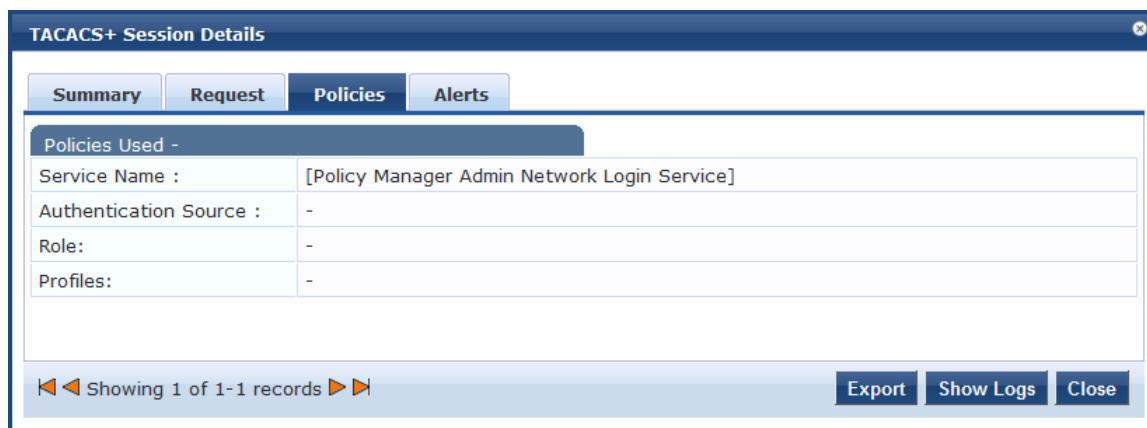 TACACS+ Session Details
Summary Request Policies Alerts
Policies Used -
Service Name : [Policy Manager Admin Network Login Service]
Authentication Source : -
Role: -
Profiles: -
Showing 1 of 1-1 records Export Show Logs Close